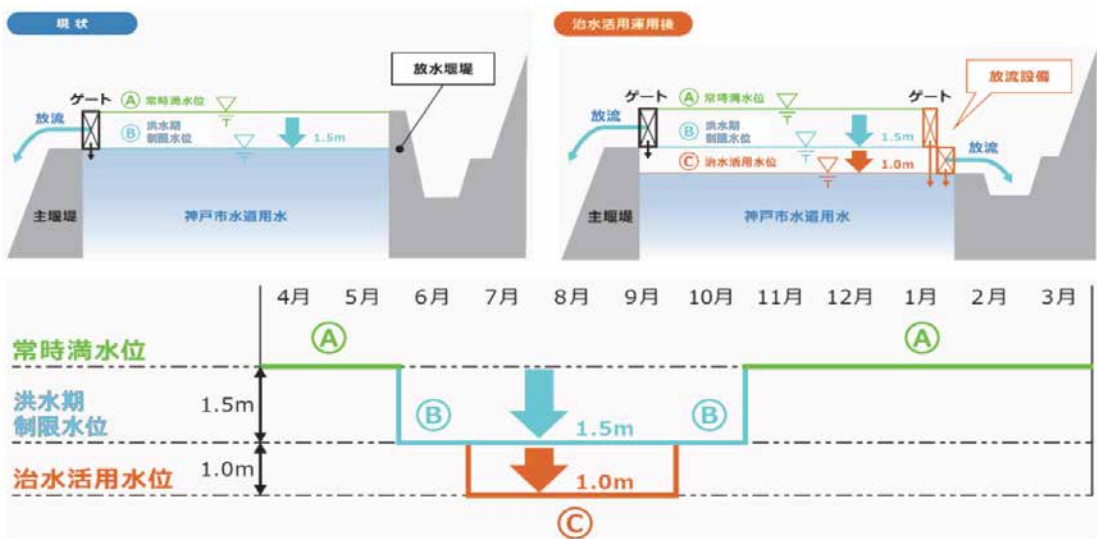 現状
放水堰堤
ゲート
Ⓐ 常時満水位
放流
Ⓑ 洪水期
制限水位
1.5m
主堰堤
神戸市水道用水
治水活用運用後
放流設備
ゲート
Ⓐ 常時満水位
ゲート
放流
Ⓑ 洪水期
制限水位
1.5m
Ⓒ 治水活用水位
1.0m
放流
主堰堤
神戸市水道用水
4月 5月 6月 7月 8月 9月 10月 11月 12月 1月 2月 3月
Ⓐ
Ⓐ
常時満水位
洪水期
制限水位
1.5m
Ⓑ
1.5m
Ⓑ
治水活用水位
1.0m
1.0m
Ⓒ